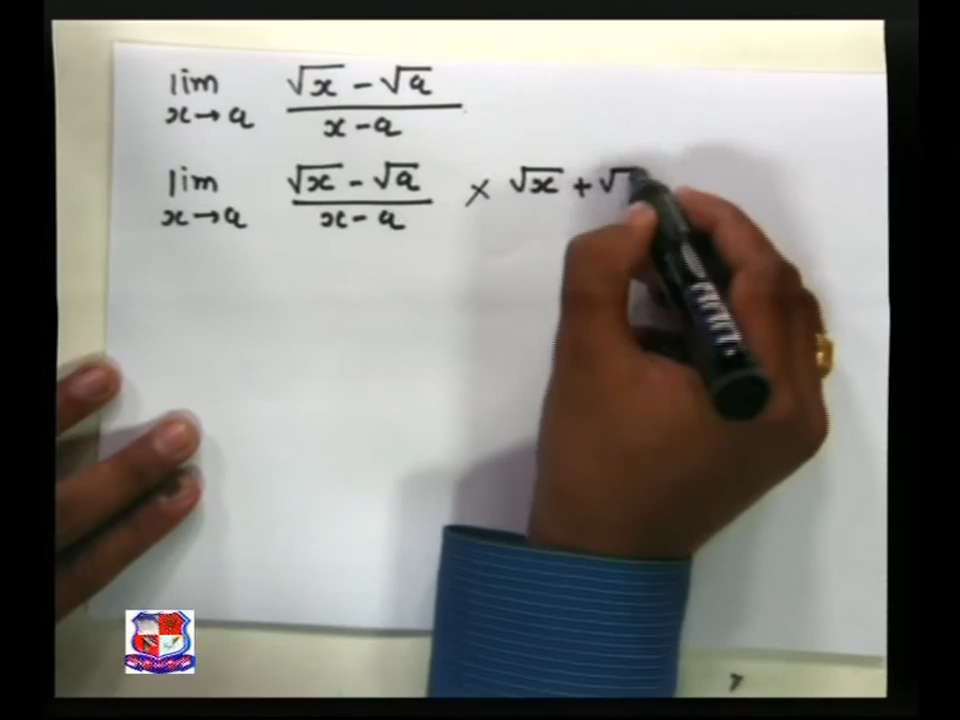 lim x→a (√x - √a) / (x - a)
lim x→a (√x - √a) / (x - a) × √x + √